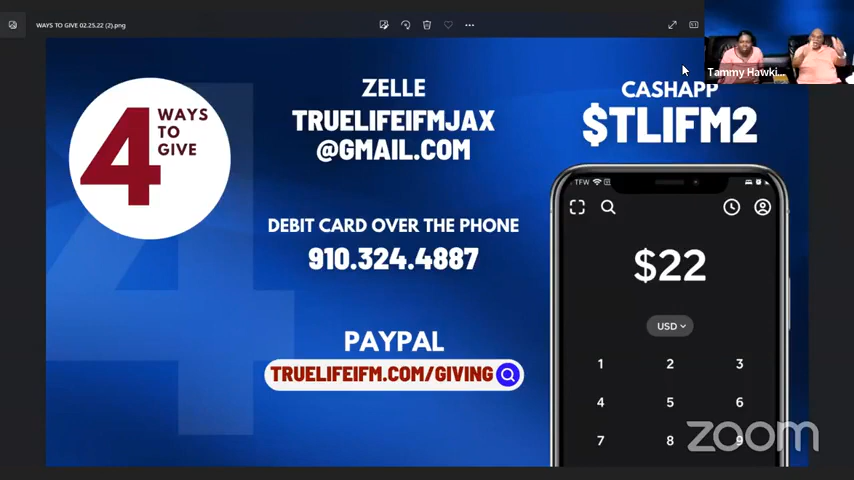 WAYS TO GIVE 02.25.22 (2).png
Tammy Hawki...
4 WAYS
TO
GIVE
ZELLE
TRUELIFEIFMJAX
@GMAIL.COM
DEBIT CARD OVER THE PHONE
910.324.4887
PAYPAL
TRUELIFEIFM.COM/GIVING
CASHAPP
$TLIFM2
TFW
$22
USD
1 2 3
4 5 6
7 8 9
zoom